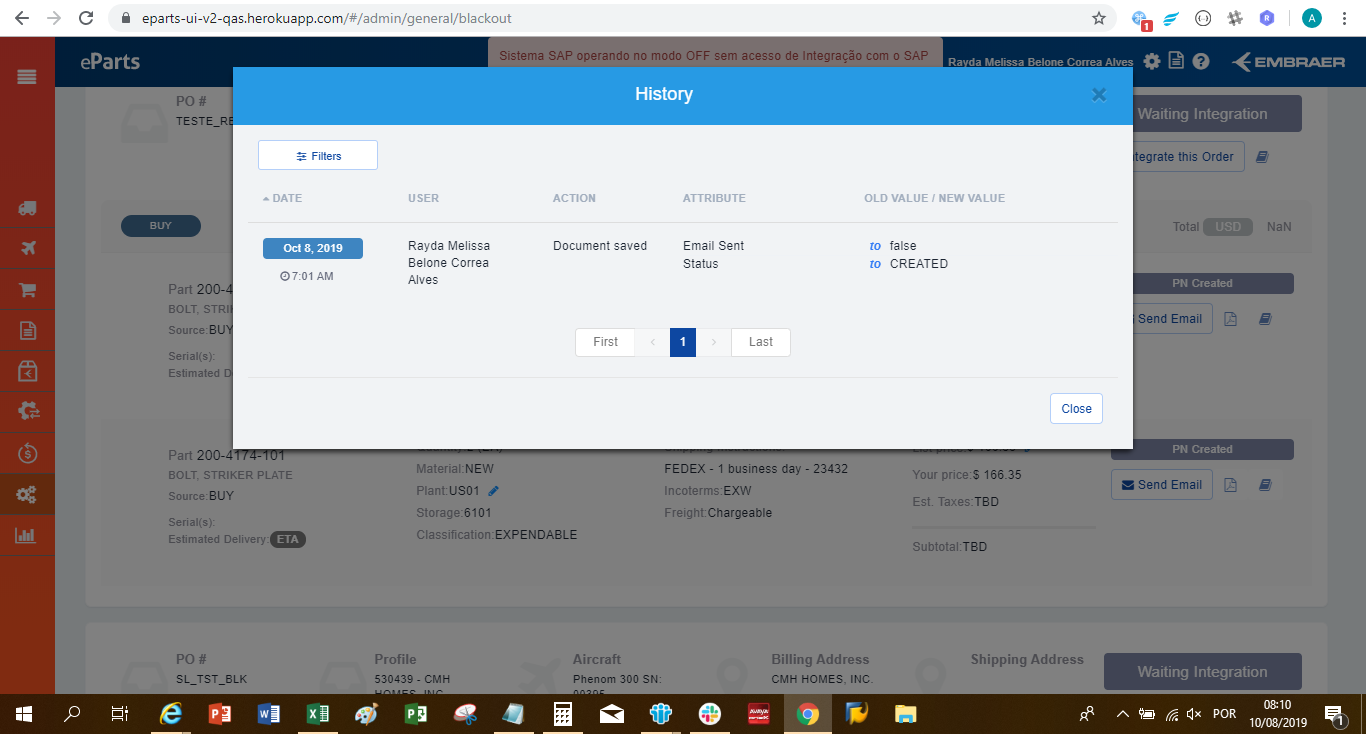 eparts-ui-v2-qas.herokuapp.com/#/admin/general/blackout
1
R
A
eParts
Sistema SAP operando no modo OFF sem acesso de Integração com o SAP
Rayda Melissa Belone Correa Alves
EMBRAER
History
PO #
TESTE_RE
Waiting Integration
Filters
tegrate this Order
DATE
USER
ACTION
ATTRIBUTE
OLD VALUE / NEW VALUE
BUY
Total USD NaN
Oct 8, 2019
7:01 AM
Rayda Melissa
Belone Correa
Alves
Document saved
Email Sent
Status
to false
to CREATED
Part 200-4
BOLT, STRIK
Source:BUY
Serial(s):
Estimated D
PN Created
Send Email
First
‹
1
›
Last
Close
Part 200-4174-101
BOLT, STRIKER PLATE
Source:BUY
Serial(s):
Estimated Delivery: ETA
Material:NEW
Plant:US01
Storage:6101
Classification:EXPENDABLE
FEDEX - 1 business day - 23432
Incoterms:EXW
Freight:Chargeable
Your price:$ 166.35
Est. Taxes:TBD
Subtotal:TBD
PN Created
Send Email
PO #
SL_TST_BLK
Profile
530439 - CMH
HOMES, INC.
Aircraft
Phenom 300 SN:
Billing Address
CMH HOMES, INC.
Shipping Address
Waiting Integration
POR
08:10
10/08/2019
1